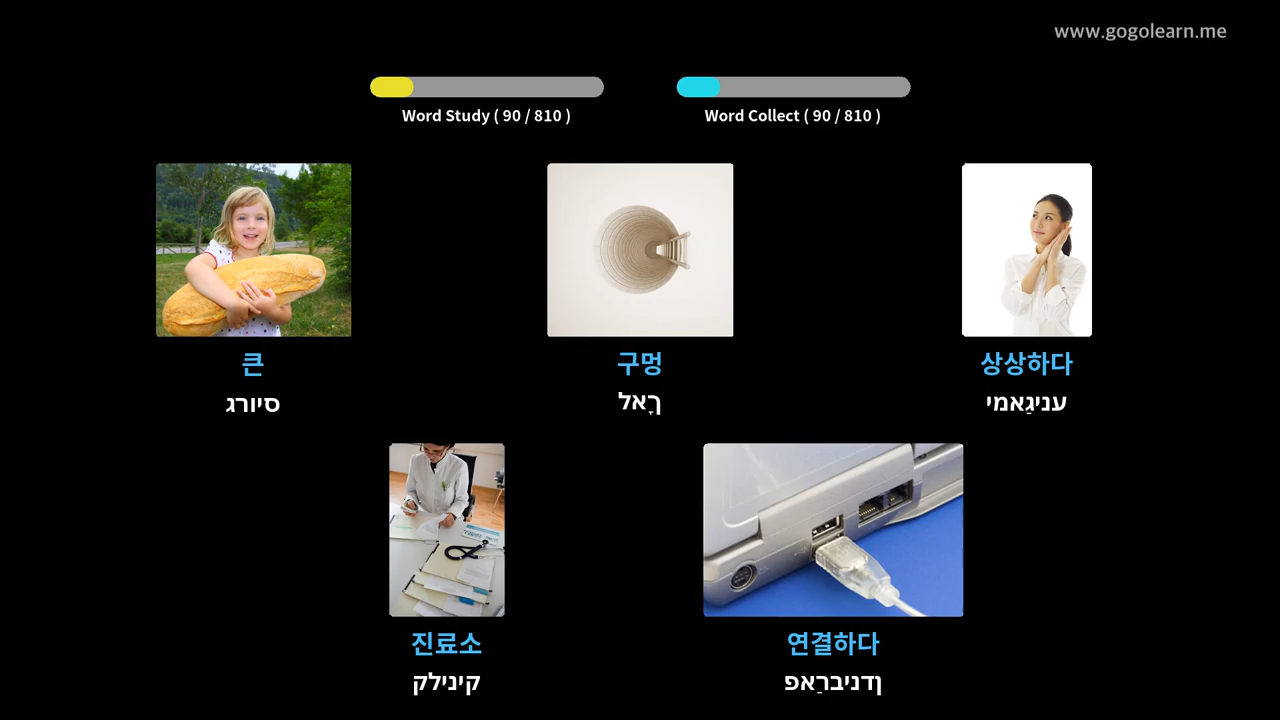 www.gogolearn.me
Word Study ( 90 / 810 )
Word Collect ( 90 / 810 )
큰
סיורג
구멍
ךָאל
상상하다
עניגַאמי
진료소
קינילק
연결하다
ןדניברַאפ